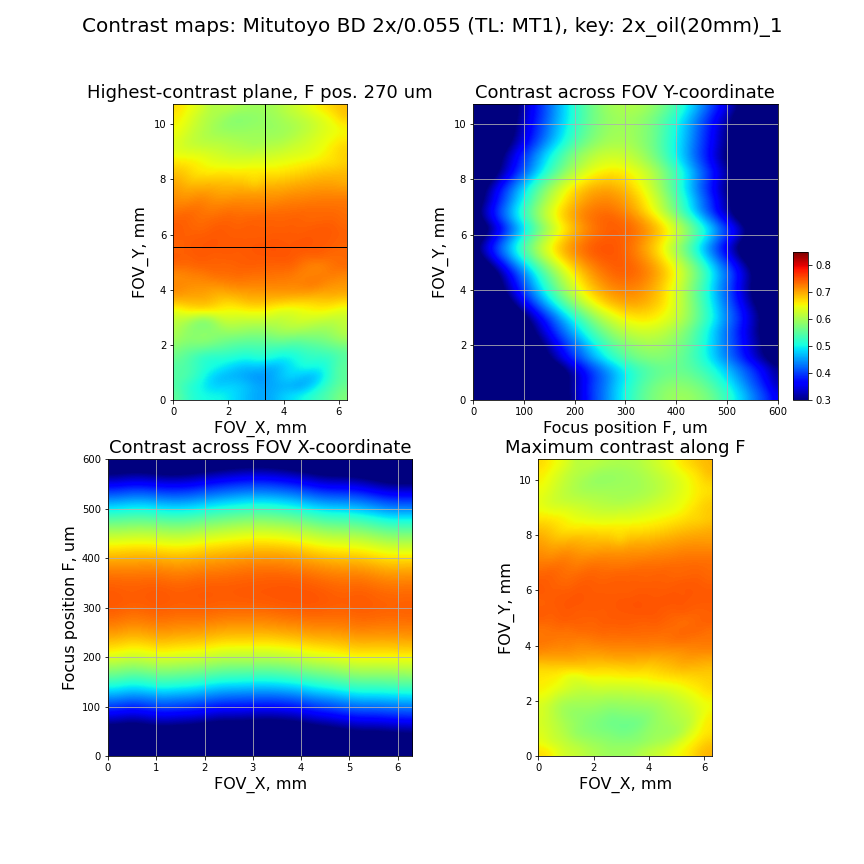 Contrast maps: Mitutoyo BD 2x/0.055 (TL: MT1), key: 2x_oil(20mm)_1
Highest-contrast plane, F pos. 270 um
10
8
6
4
2
0
FOV_Y, mm
0 2 4 6
FOV_X, mm
Contrast across FOV Y-coordinate
10
8
6
4
2
0
FOV_Y, mm
0 100 200 300 400 500 600
Focus position F, um
0.8
0.7
0.6
0.5
0.4
0.3
Contrast across FOV X-coordinate
600
500
400
300
200
100
0
Focus position F, um
0 1 2 3 4 5 6
FOV_X, mm
Maximum contrast along F
10
8
6
4
2
0
FOV_Y, mm
0 2 4 6
FOV_X, mm